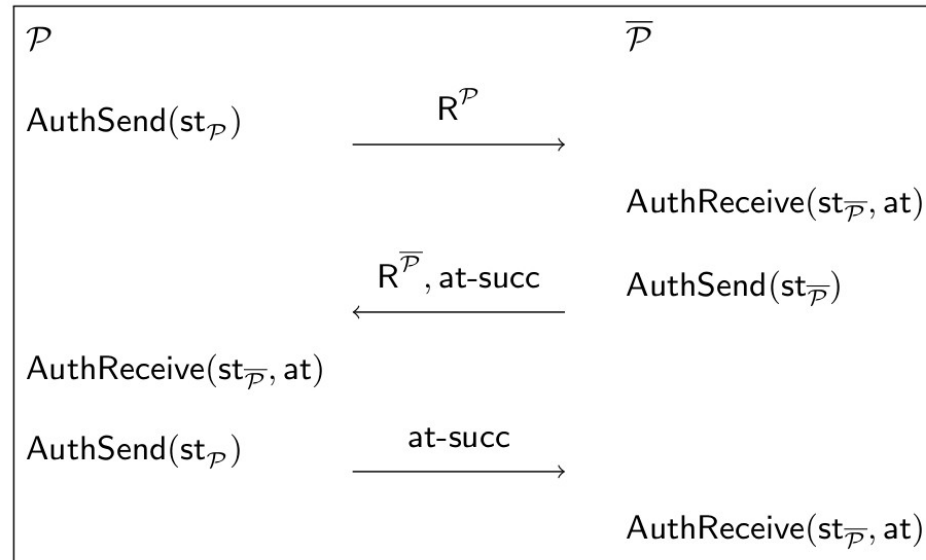 𝒫 𝒫̅
AuthSend(st_𝒫) R^𝒫
AuthReceive(st_𝒫̅, at)
R^𝒫̅, at-succ AuthSend(st_𝒫̅)
AuthReceive(st_𝒫̅, at)
AuthSend(st_𝒫) at-succ
AuthReceive(st_𝒫̅, at)